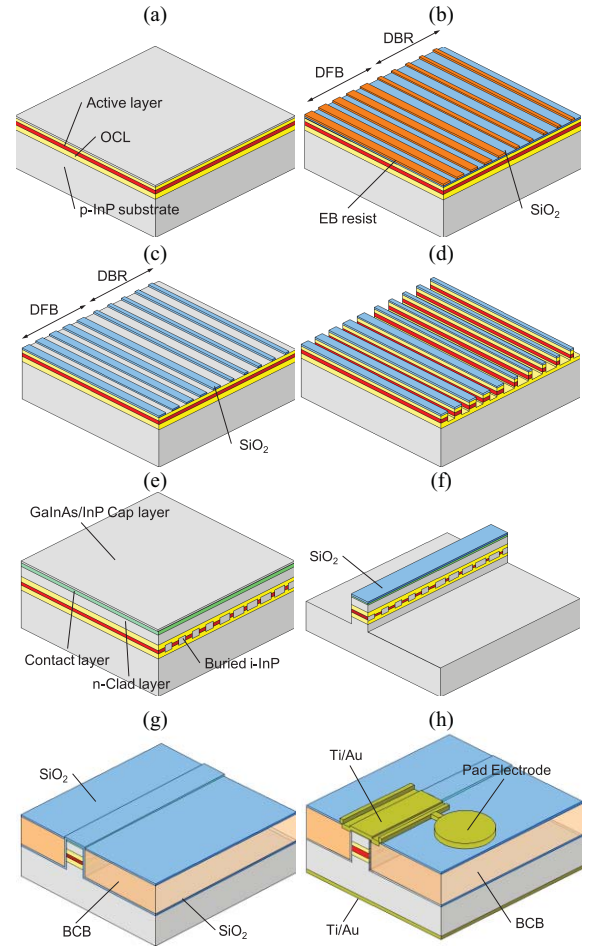 (a)
Active layer
OCL
p-InP substrate
(b)
DBR
DFB
SiO₂
EB resist
(c)
DBR
DFB
SiO₂
(d)
(e)
GaInAs/InP Cap layer
Contact layer
n-Clad layer
Buried i-InP
(f)
SiO₂
(g)
SiO₂
BCB
SiO₂
(h)
Ti/Au
Pad Electrode
Ti/Au
BCB